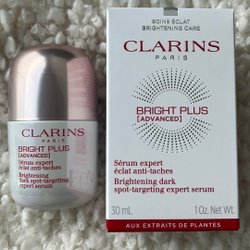 CLARINS
PARIS
BRIGHT PLUS
[ADVANCED]
Sérum expert
éclat anti-taches
Brightening
dark spot-targeting
expert serum
SOINS ÉCLAT
BRIGHTENING CARE
CLARINS
PARIS
BRIGHT PLUS
[ADVANCED]
Sérum expert
éclat anti-taches
Brightening dark
spot-targeting expert serum
30 ml 1 Oz. Net Wt.
AUX EXTRAITS DE PLANTES